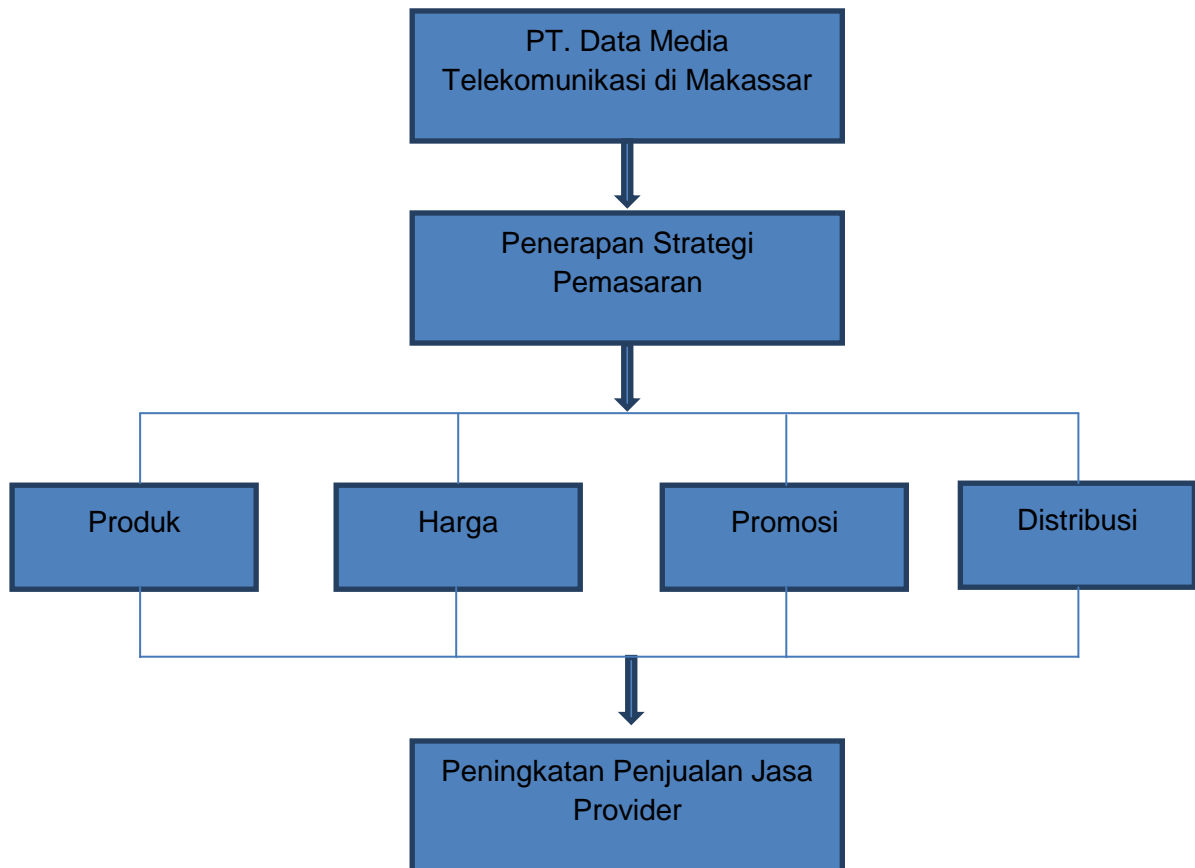 PT. Data Media
Telekomunikasi di Makassar
Penerapan Strategi
Pemasaran
Produk
Harga
Promosi
Distribusi
Peningkatan Penjualan Jasa
Provider